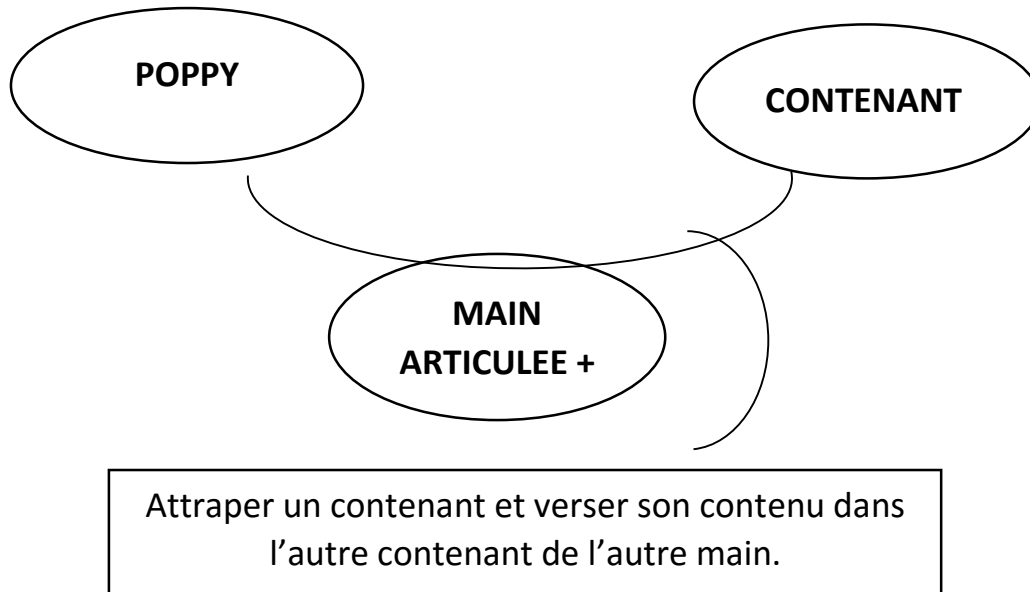 POPPY
CONTENANT
MAIN
ARTICULEE +
Attraper un contenant et verser son contenu dans
l’autre contenant de l’autre main.